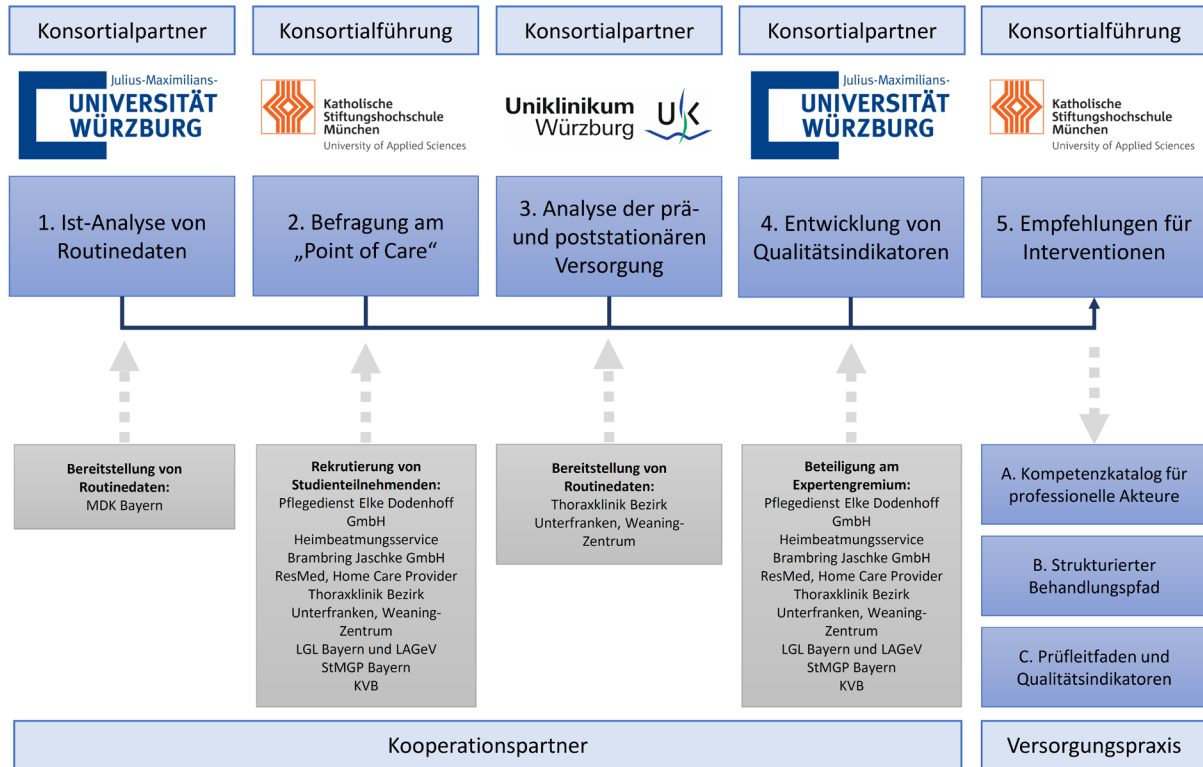 Konsortialpartner
Konsortialführung
Konsortialpartner
Konsortialpartner
Konsortialführung
Julius-Maximilians-
UNIVERSITÄT
WÜRZBURG
Katholische
Stiftungshochschule
München
University of Applied Sciences
Uniklinikum
Würzburg
UK
Julius-Maximilians-
UNIVERSITÄT
WÜRZBURG
Katholische
Stiftungshochschule
München
University of Applied Sciences
1. Ist-Analyse von
Routinedaten
2. Befragung am
„Point of Care“
3. Analyse der prä-
und poststationären
Versorgung
4. Entwicklung von
Qualitätsindikatoren
5. Empfehlungen für
Interventionen
Bereitstellung von
Routinedaten:
MDK Bayern
Rekrutierung von
Studienteilnehmenden:
Pflegedienst Elke Dodenhoff
GmbH
Heimbeatmungsservice
Brambring Jaschke GmbH
ResMed, Home Care Provider
Thoraxklinik Bezirk
Unterfranken, Weaning-
Zentrum
LGL Bayern und LAGeV
StMGP Bayern
KVB
Bereitstellung von
Routinedaten:
Thoraxklinik Bezirk
Unterfranken, Weaning-
Zentrum
Beteiligung am
Expertengremium:
Pflegedienst Elke Dodenhoff
GmbH
Heimbeatmungsservice
Brambring Jaschke GmbH
ResMed, Home Care Provider
Thoraxklinik Bezirk
Unterfranken, Weaning-
Zentrum
LGL Bayern und LAGeV
StMGP Bayern
KVB
A. Kompetenzkatalog für
professionelle Akteure
B. Strukturierter
Behandlungspfad
C. Prüfleitfaden und
Qualitätsindikatoren
Kooperationspartner
Versorgungspraxis